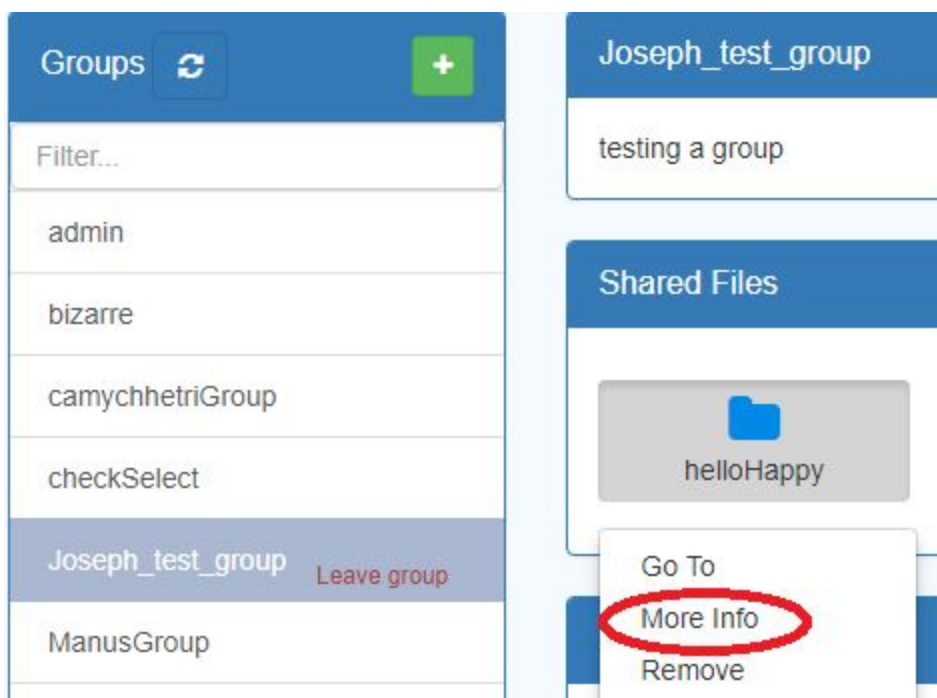 Groups
Filter...
admin
bizarre
camychhetriGroup
checkSelect
Joseph_test_group
Leave group
ManusGroup
Joseph_test_group
testing a group
Shared Files
helloHappy
Go To
More Info
Remove